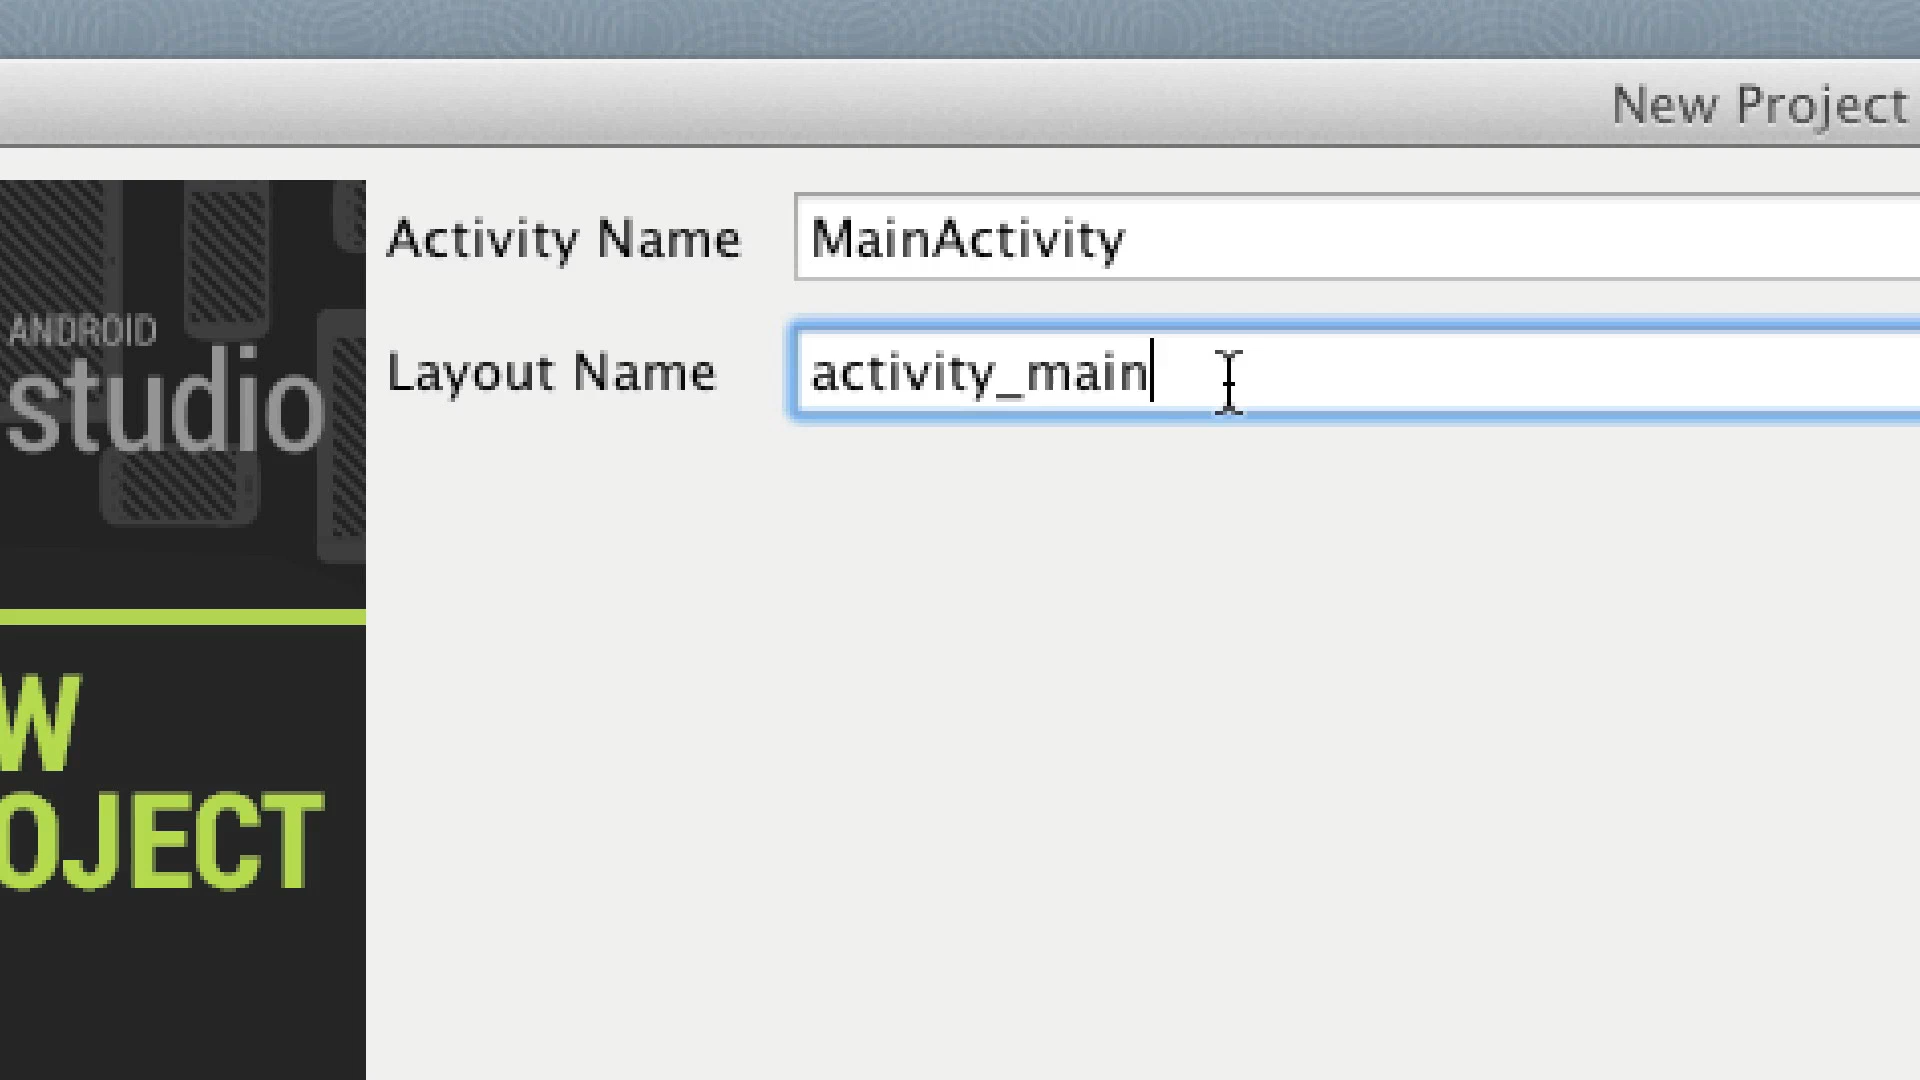 New Project
Activity Name MainActivity
Layout Name activity_main
ANDROID
studio
W
OJECT